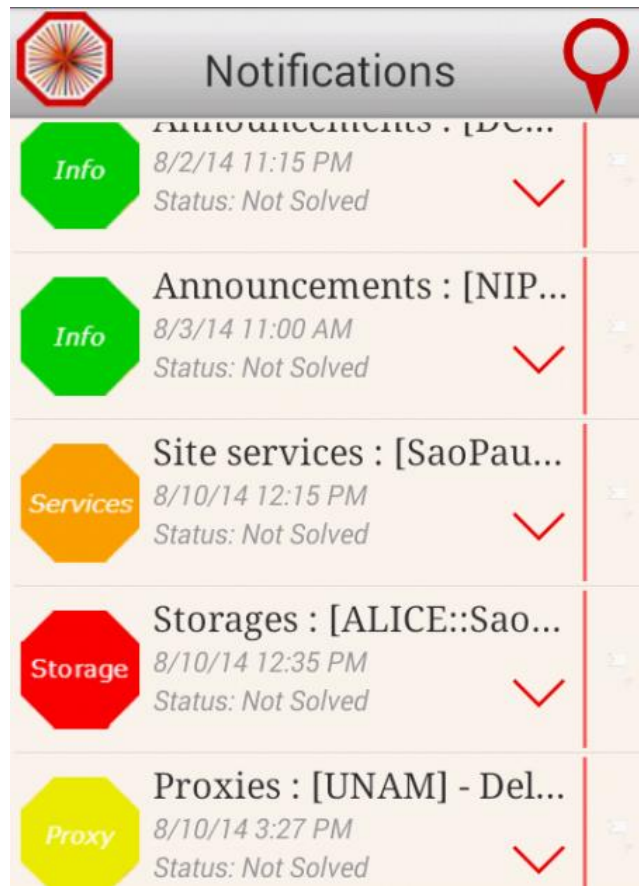 Notifications
Info
Announcements : [DC...
8/2/14 11:15 PM
Status: Not Solved
Info
Announcements : [NIP...
8/3/14 11:00 AM
Status: Not Solved
Services
Site services : [SaoPau...
8/10/14 12:15 PM
Status: Not Solved
Storage
Storages : [ALICE::Sao...
8/10/14 12:35 PM
Status: Not Solved
Proxy
Proxies : [UNAM] - Del...
8/10/14 3:27 PM
Status: Not Solved